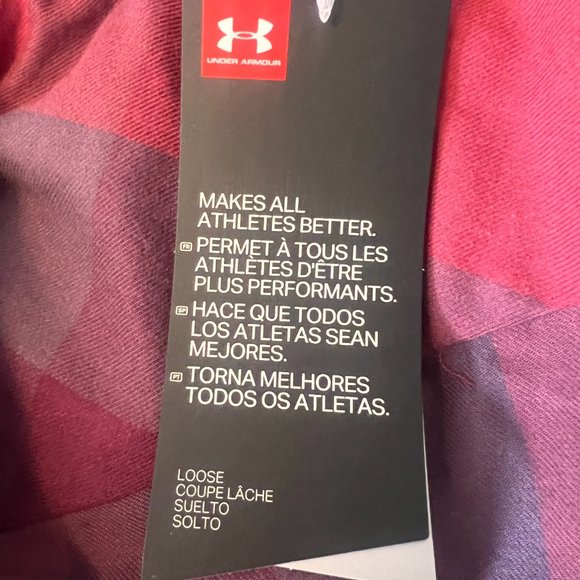 UNDER ARMOUR
MAKES ALL
ATHLETES BETTER.
FR PERMET À TOUS LES
ATHLÈTES D'ÊTRE
PLUS PERFORMANTS.
SP HACE QUE TODOS
LOS ATLETAS SEAN
MEJORES.
PT TORNA MELHORES
TODOS OS ATLETAS.
LOOSE
COUPE LÂCHE
SUELTO
SOLTO